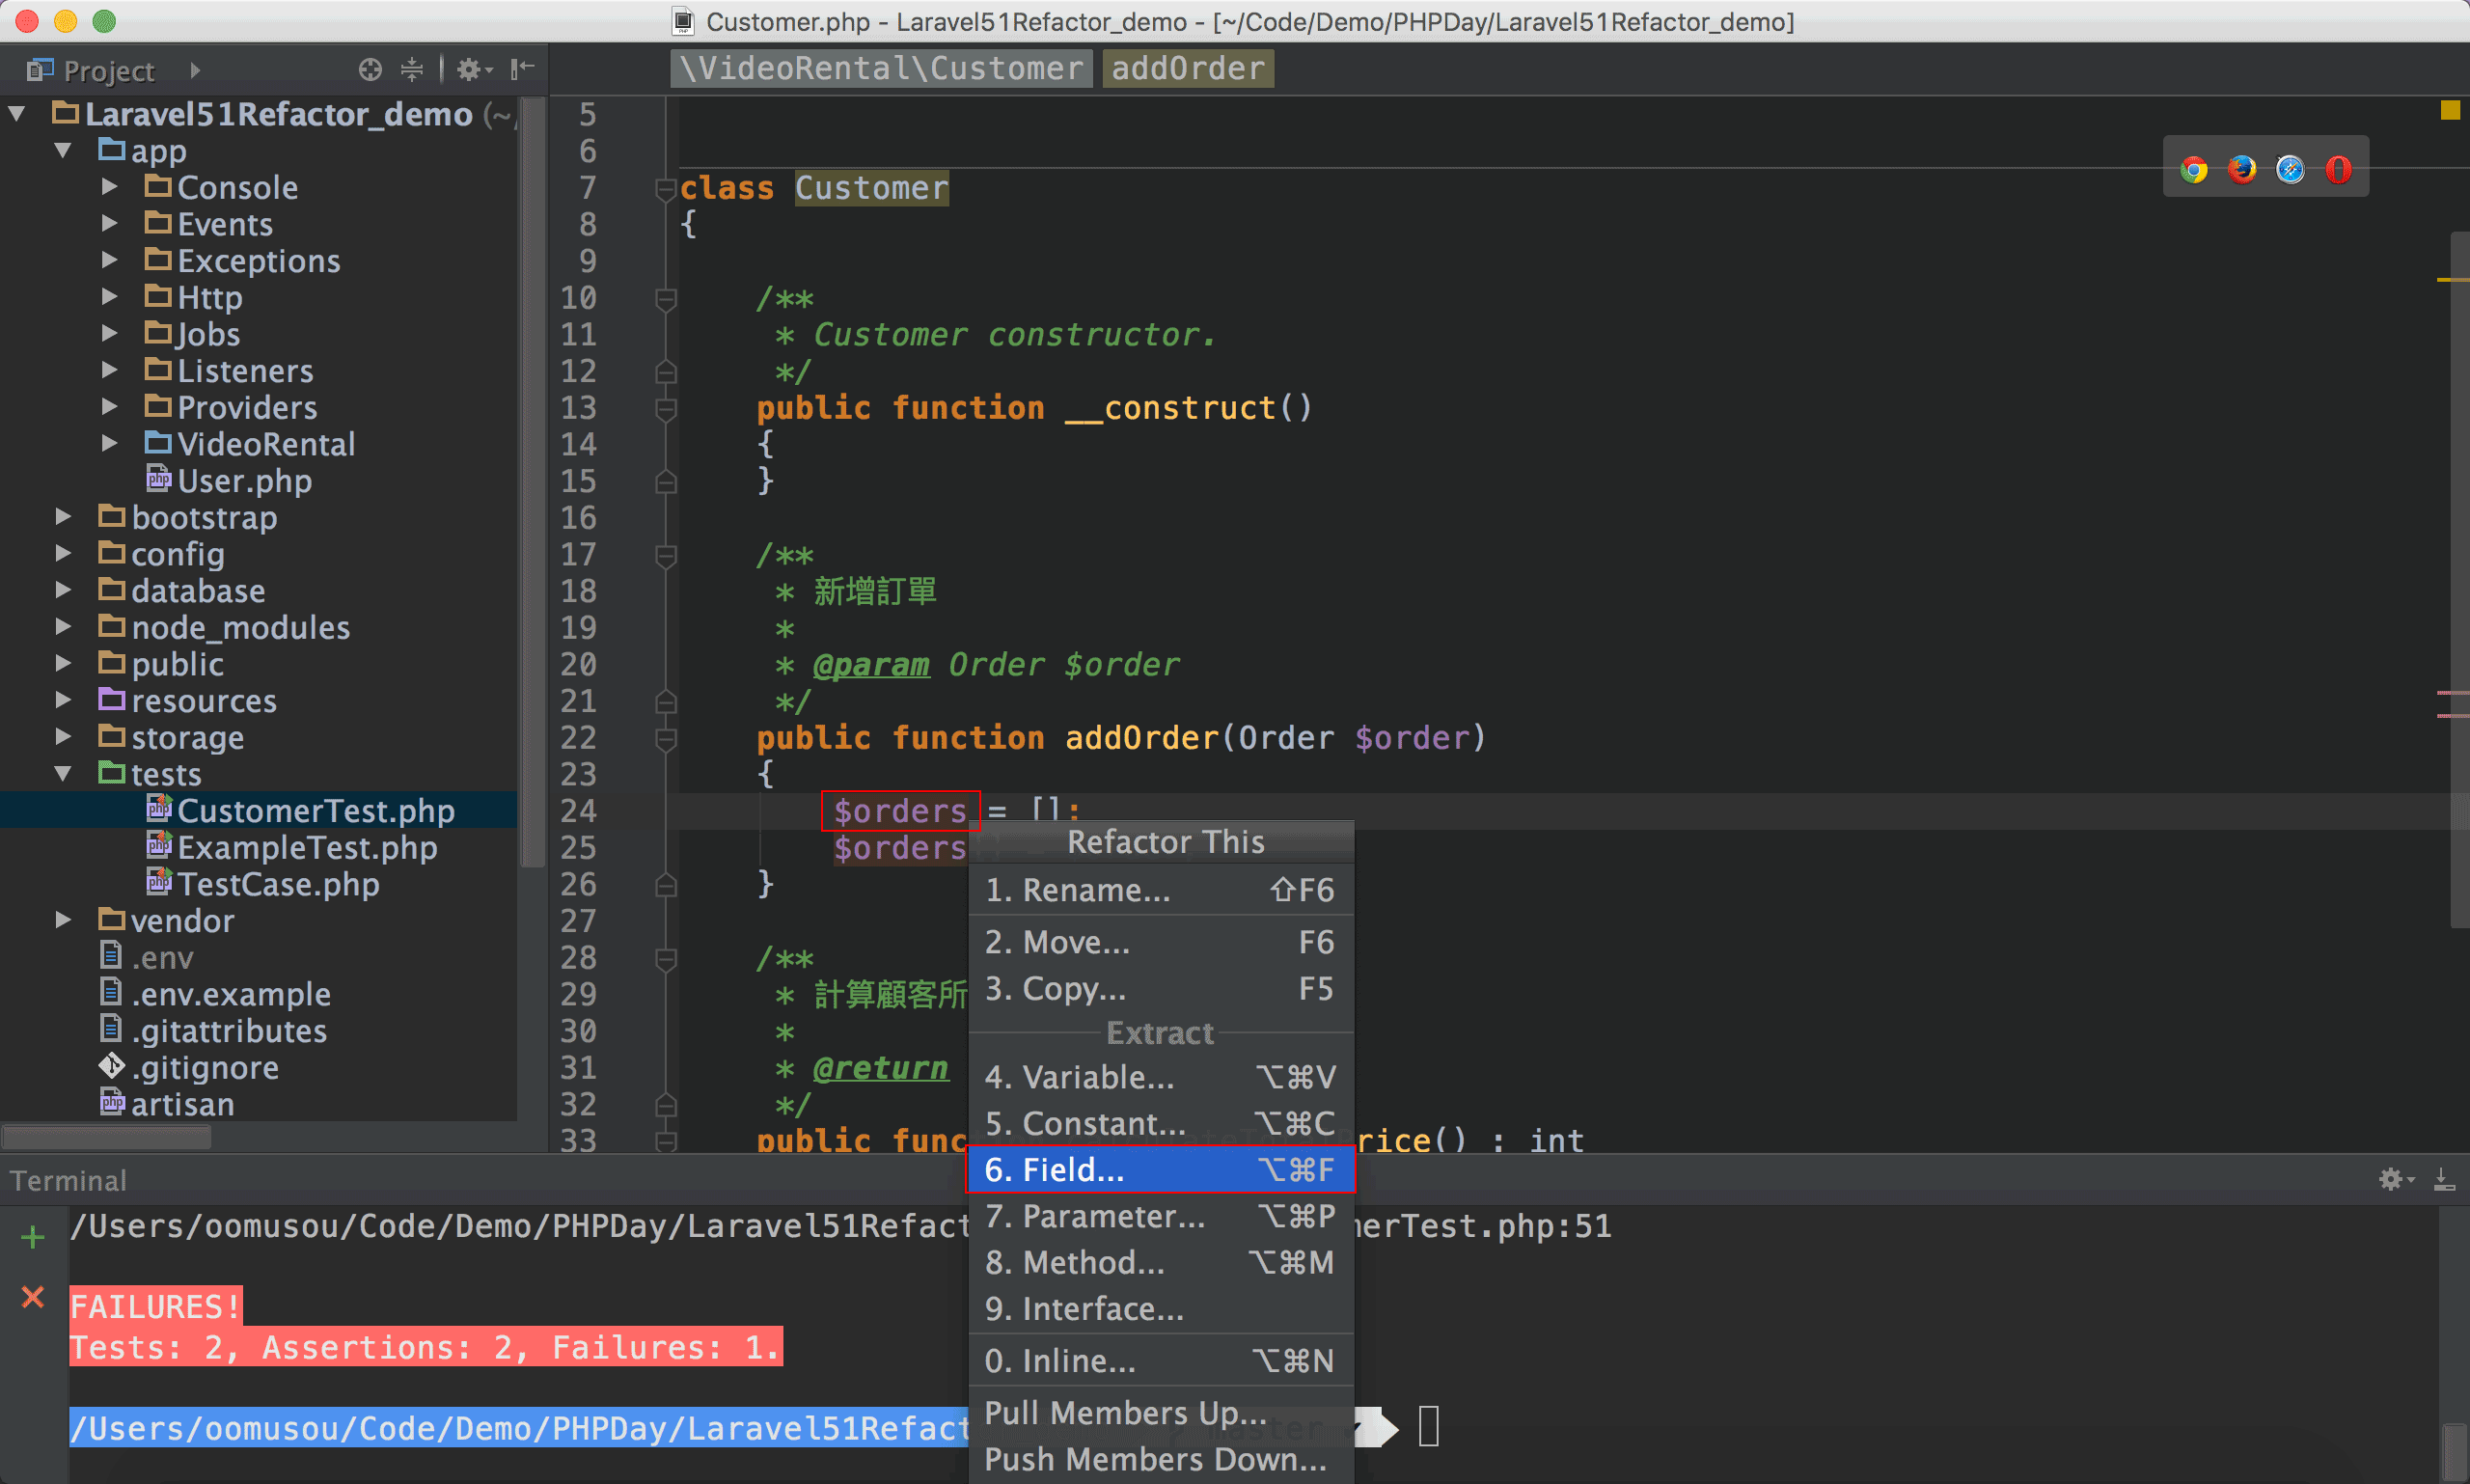 Customer.php - Laravel51Refactor_demo - [~/Code/Demo/PHPDay/Laravel51Refactor_demo]
Project
\VideoRental\Customer addOrder
Laravel51Refactor_demo (~/
app
Console
Events
Exceptions
Http
Jobs
Listeners
Providers
VideoRental
User.php
bootstrap
config
database
node_modules
public
resources
storage
tests
CustomerTest.php
ExampleTest.php
TestCase.php
vendor
.env
.env.example
.gitattributes
.gitignore
artisan
5
6
7 class Customer
8 {
9
10 /**
11 * Customer constructor.
12 */
13 public function __construct()
14 {
15 }
16
17 /**
18 * 新增訂單
19 *
20 * @param Order $order
21 */
22 public function addOrder(Order $order)
23 {
24 $orders = [];
25 $orders
26 }
27
28 /**
29 * 計算顧客所
30 *
31 * @return
32 */
33 public func rice() : int
Refactor This
1. Rename... ⇧F6
2. Move... F6
3. Copy... F5
Extract
4. Variable... ⌥⌘V
5. Constant... ⌥⌘C
6. Field... ⌥⌘F
7. Parameter... ⌥⌘P
8. Method... ⌥⌘M
9. Interface...
0. Inline... ⌥⌘N
Pull Members Up...
Push Members Down...
Terminal
/Users/oomusou/Code/Demo/PHPDay/Laravel51Refact merTest.php:51
FAILURES!
Tests: 2, Assertions: 2, Failures: 1.
/Users/oomusou/Code/Demo/PHPDay/Laravel51Refact master